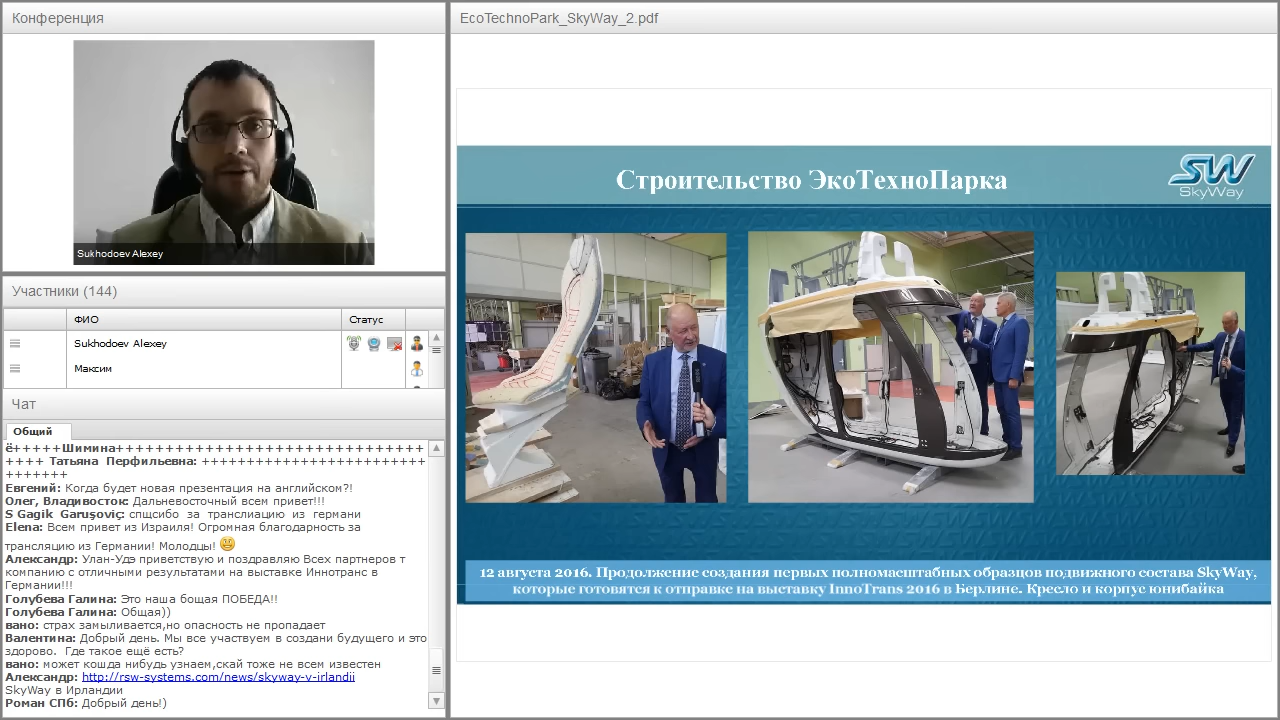 Конференция
Sukhodoev Alexey
Участники (144)
ФИО
Статус
Sukhodoev Alexey
Максим
Чат
Общий
ё+++++Шимина++++++++++++++++++++++++++++++++++
++++ Татьяна Перфильевна: +++++++++++++++++++++++++
+++++++
Евгений: Когда будет новая презентация на английском?!
Олег, Владивосток: Дальневосточный всем привет!!!
S Gagik Garuşoviç: спщсибо за транслиацию из германи
Elena: Всем привет из Израиля! Огромная благодарность за
трансляцию из Германии! Молодцы!
Александр: Улан-Удэ приветствую и поздравляю Всех партнеров т
компанию с отличными результатами на выставке Иннотранс в
Германии!!!
Голубева Галина: Это наша бощая ПОБЕДА!!
Голубева Галина: Общая))
вано: страх замыливается,но опасность не пропадает
Валентина: Добрый день. Мы все участвуем в создани будущего и это
здорово. Где такое ещё есть?
вано: может кошда нибудь узнаем,скай тоже не всем известен
Александр: http://rsw-systems.com/news/skyway-v-irlandii
SkyWay в Ирландии
Роман СПб: Добрый день!)
EcoTechnoPark_SkyWay_2.pdf
Строительство ЭкоТехноПарка
SW
SkyWay
12 августа 2016. Продолжение создания первых полномасштабных образцов подвижного состава SkyWay,
которые готовятся к отправке на выставку InnoTrans 2016 в Берлине. Кресло и корпус юнибайка